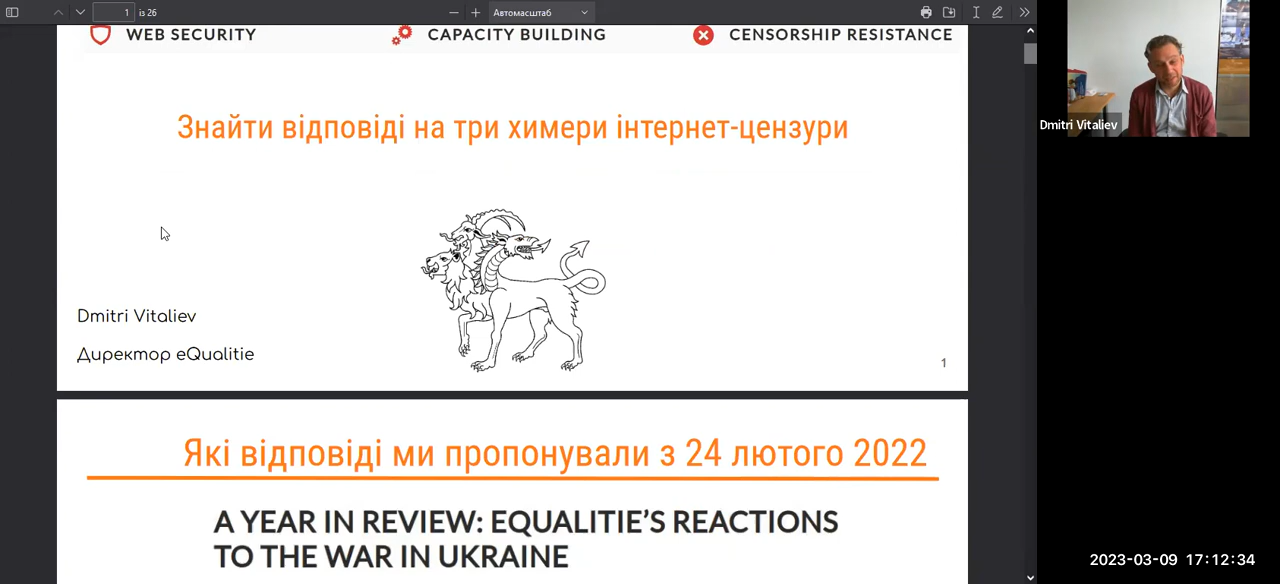 1 із 26
Автомасштаб
WEB SECURITY
CAPACITY BUILDING
CENSORSHIP RESISTANCE
Знайти відповіді на три химери інтернет-цензури
Dmitri Vitaliev
Директор eQualitie
1
Які відповіді ми пропонували з 24 лютого 2022
A YEAR IN REVIEW: EQUALITIE’S REACTIONS
TO THE WAR IN UKRAINE
Dmitri Vitaliev
2023-03-09 17:12:34